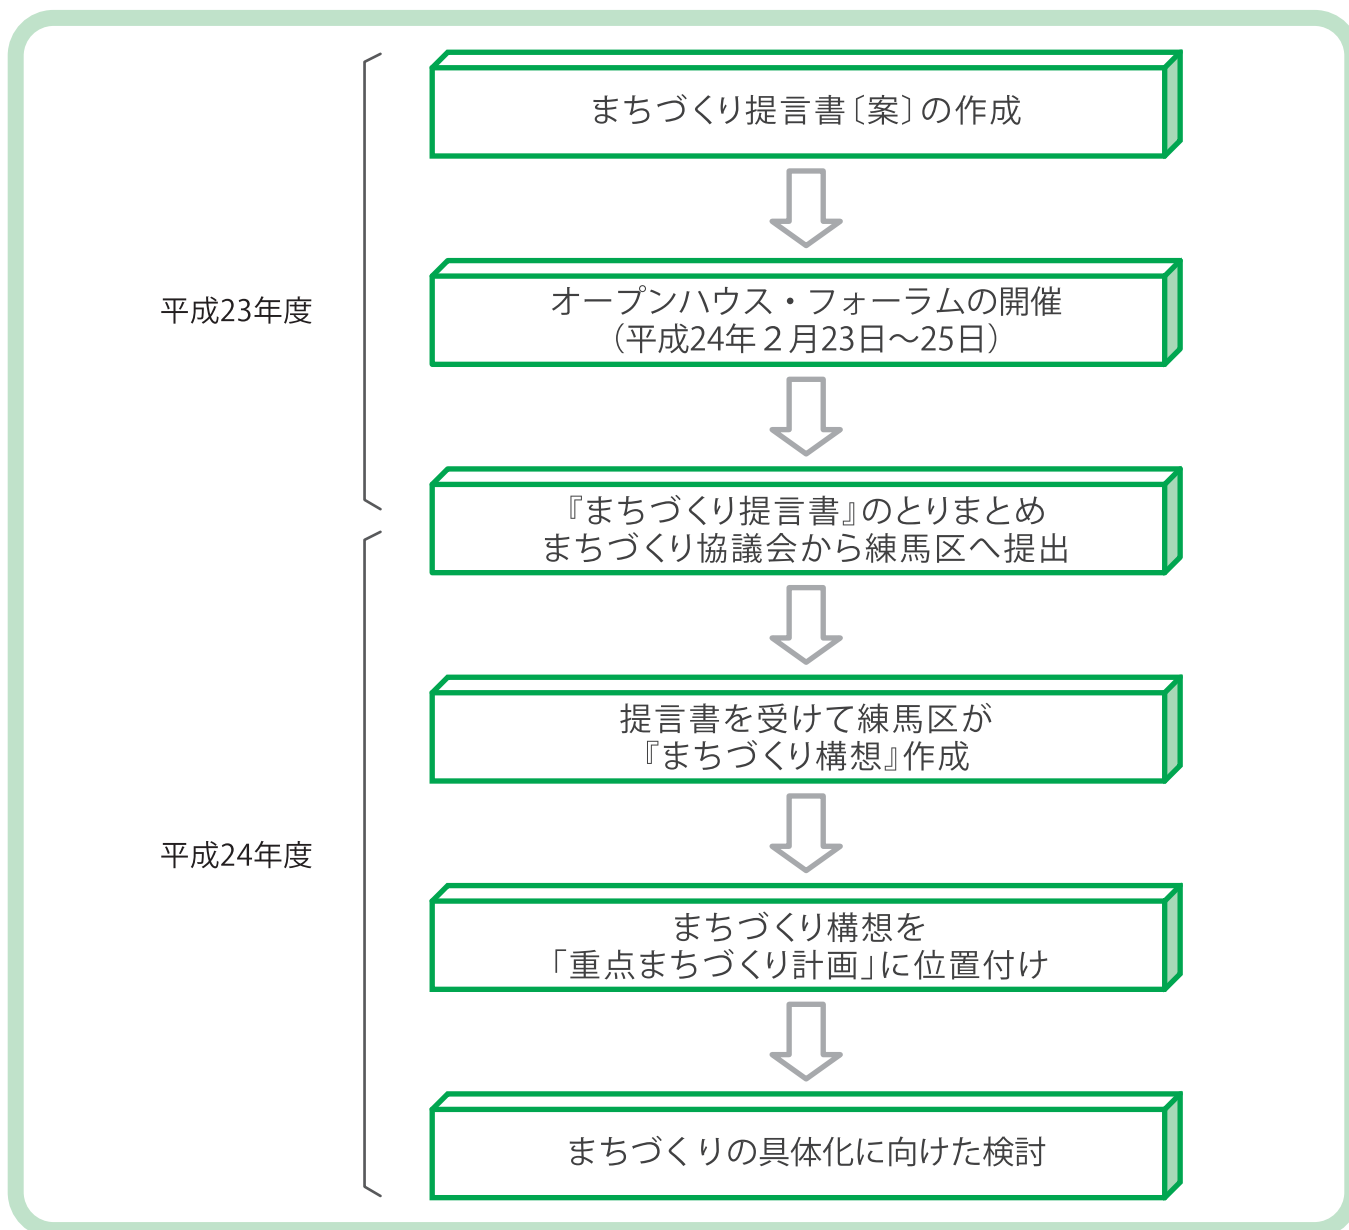 まちづくり提言書〔案〕の作成
平成23年度
オープンハウス・フォーラムの開催
（平成24年２月23日～25日）
『まちづくり提言書』のとりまとめ
まちづくり協議会から練馬区へ提出
提言書を受けて練馬区が
『まちづくり構想』作成
平成24年度
まちづくり構想を
「重点まちづくり計画」に位置付け
まちづくりの具体化に向けた検討